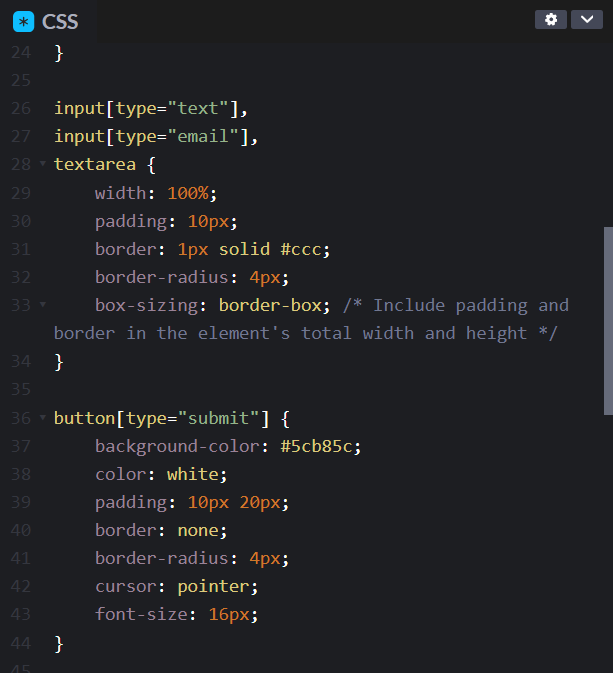 * CSS
24 }
25
26 input[type="text"],
27 input[type="email"],
28 textarea {
29     width: 100%;
30     padding: 10px;
31     border: 1px solid #ccc;
32     border-radius: 4px;
33     box-sizing: border-box; /* Include padding and
border in the element's total width and height */
34 }
35
36 button[type="submit"] {
37     background-color: #5cb85c;
38     color: white;
39     padding: 10px 20px;
40     border: none;
41     border-radius: 4px;
42     cursor: pointer;
43     font-size: 16px;
44 }
45